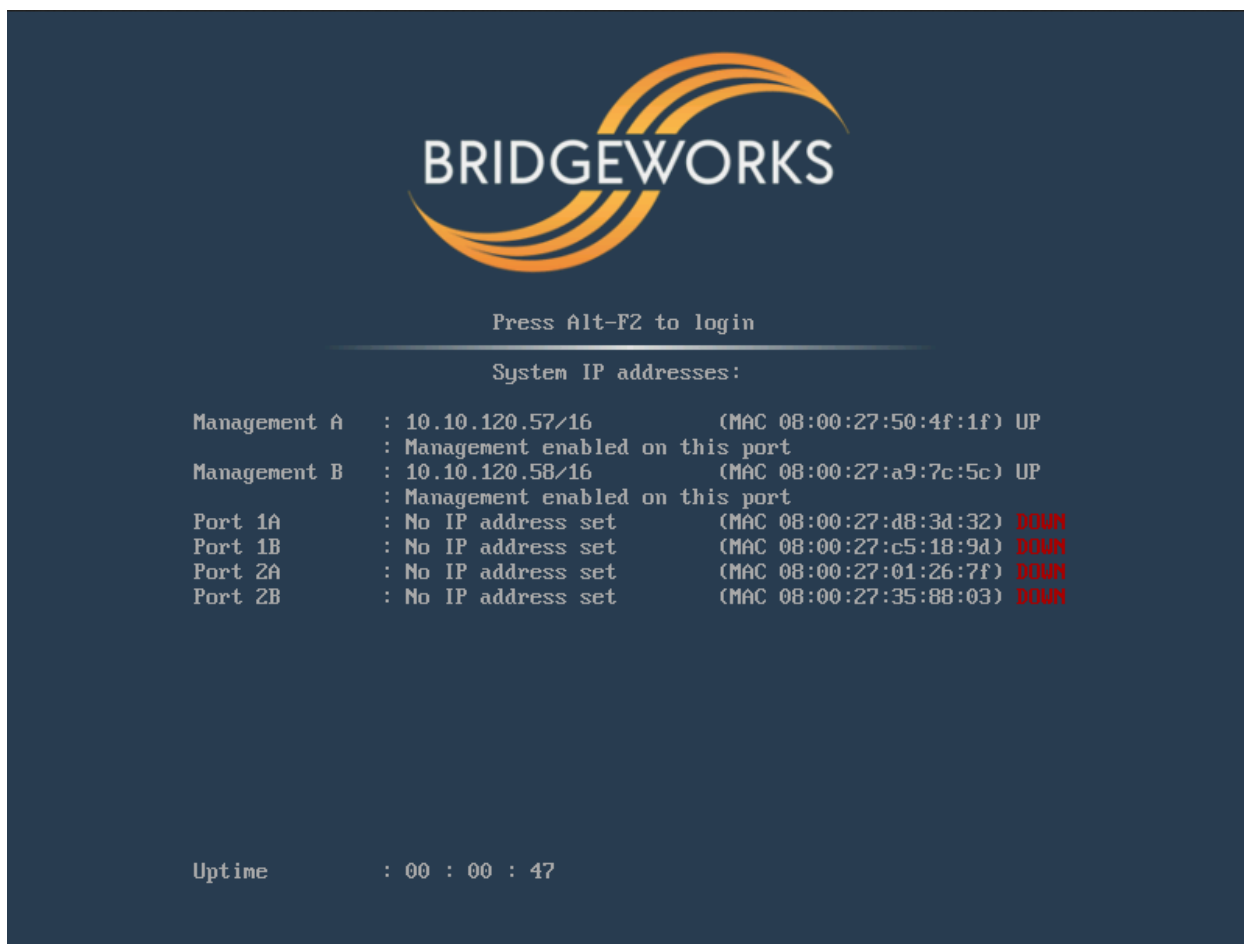 BRIDGEWORKS
Press Alt-F2 to login
System IP addresses:
Management A : 10.10.120.57/16 (MAC 08:00:27:50:4f:1f) UP
: Management enabled on this port
Management B : 10.10.120.58/16 (MAC 08:00:27:a9:7c:5c) UP
: Management enabled on this port
Port 1A : No IP address set (MAC 08:00:27:d8:3d:32) DOWN
Port 1B : No IP address set (MAC 08:00:27:c5:18:9d) DOWN
Port 2A : No IP address set (MAC 08:00:27:01:26:7f) DOWN
Port 2B : No IP address set (MAC 08:00:27:35:88:03) DOWN
Uptime : 00 : 00 : 47